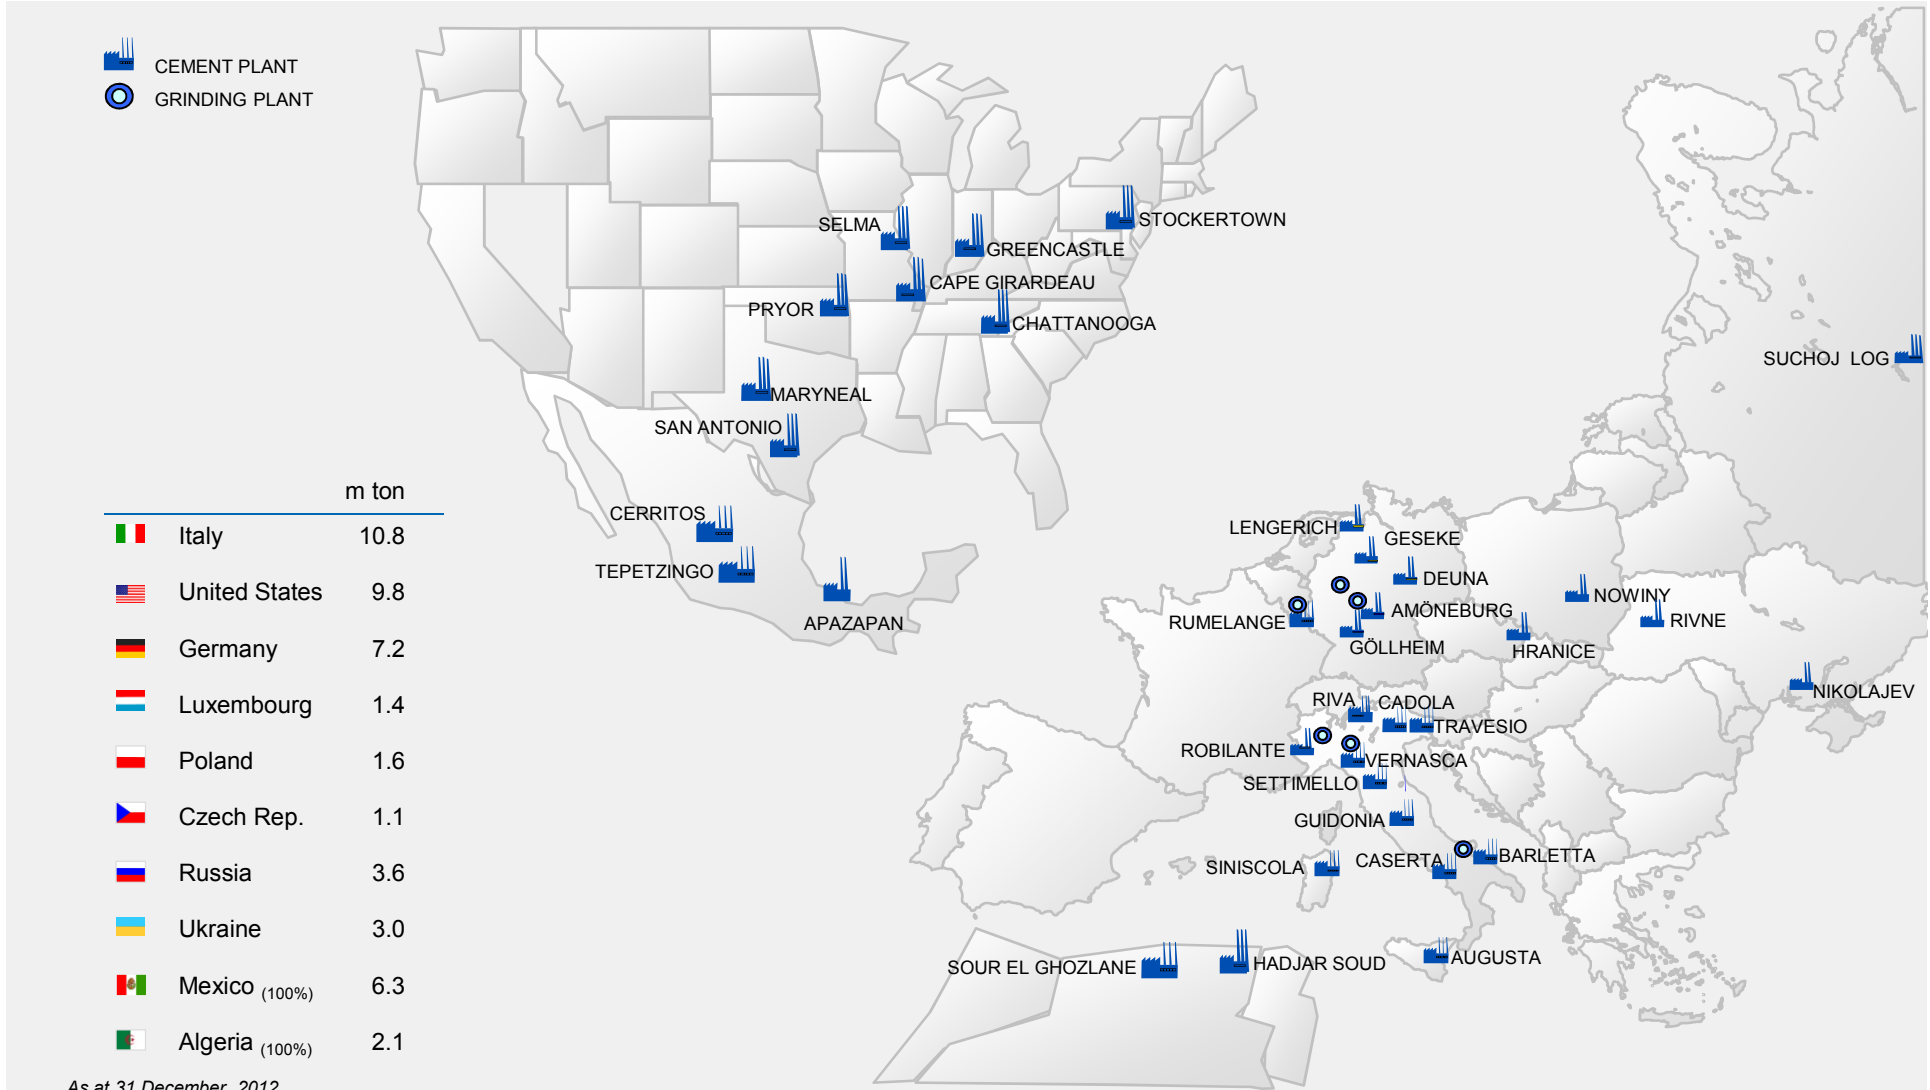 CEMENT PLANT
GRINDING PLANT
SELMA
STOCKERTOWN
GREENCASTLE
CAPE GIRARDEAU
PRYOR
CHATTANOOGA
SUCHOJ LOG
MARYNEAL
SAN ANTONIO
CERRITOS
TEPETZINGO
APAZAPAN
LENGERICH
GESEKE
DEUNA
NOWINY
AMÖNEBURG
RUMELANGE
RIVNE
GÖLLHEIM
HRANICE
NIKOLAJEV
RIVA
CADOLA
TRAVESIO
ROBILANTE
VERNASCA
SETTIMELLO
GUIDONIA
BARLETTA
CASERTA
SINISCOLA
AUGUSTA
SOUR EL GHOZLANE
HADJAR SOUD
m ton
Italy 10.8
United States 9.8
Germany 7.2
Luxembourg 1.4
Poland 1.6
Czech Rep. 1.1
Russia 3.6
Ukraine 3.0
Mexico (100%) 6.3
Algeria (100%) 2.1
As at 31 December 2012